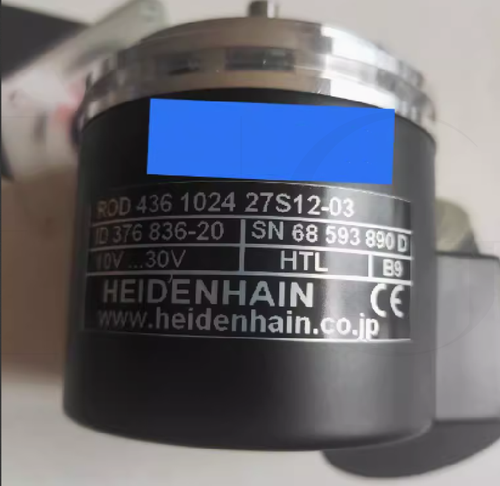 ROD 436 1024 27S12-03
ID 376 836-20 SN 68 593 890 D
10V ...30V HTL B9
HEIDENHAIN CE
www.heidenhain.co.jp